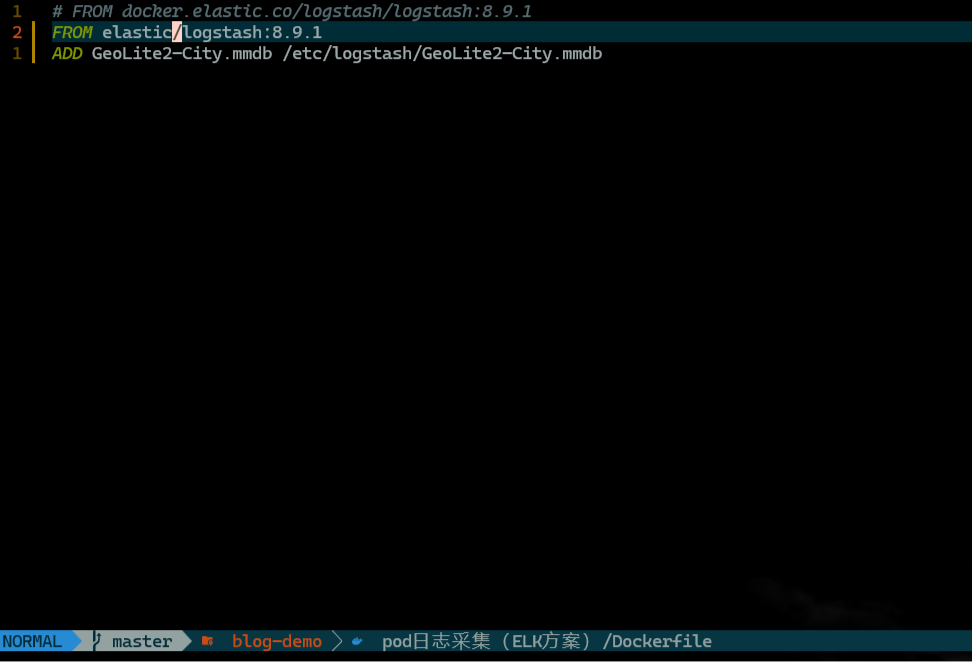 1 # FROM docker.elastic.co/logstash/logstash:8.9.1
2 FROM elastic/logstash:8.9.1
1 ADD GeoLite2-City.mmdb /etc/logstash/GeoLite2-City.mmdb
NORMAL master blog-demo pod日志采集（ELK方案）/Dockerfile